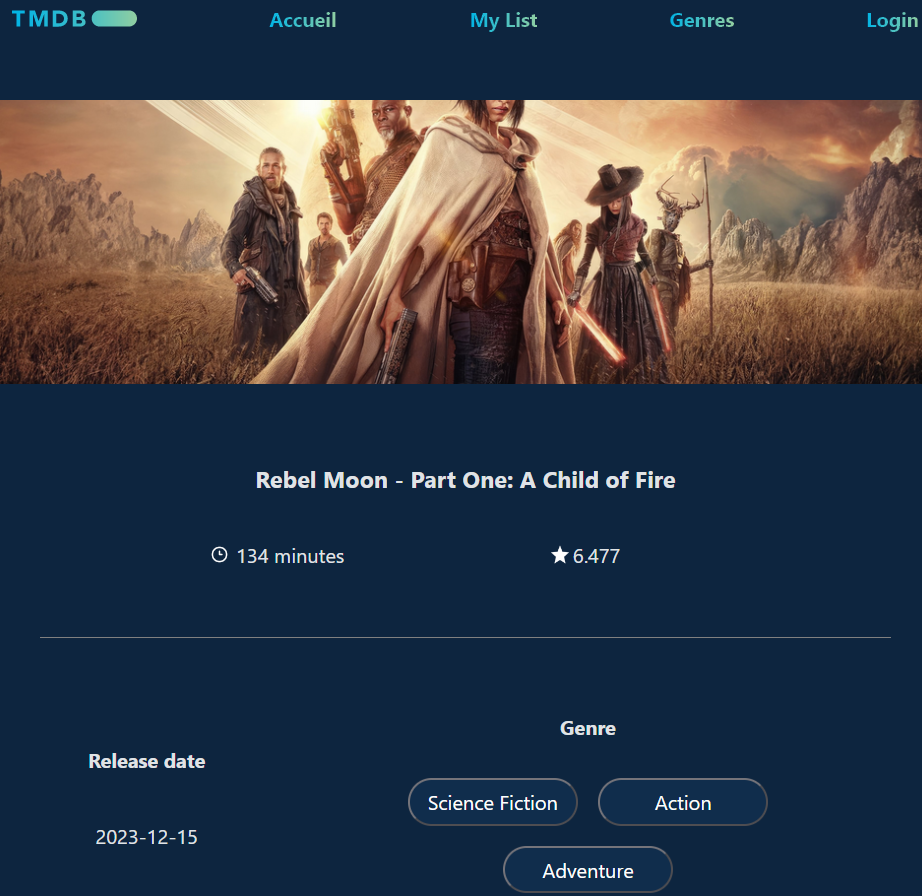 TMDB Accueil My List Genres Login
Rebel Moon - Part One: A Child of Fire
134 minutes 6.477
Genre
Release date
Science Fiction Action
2023-12-15
Adventure